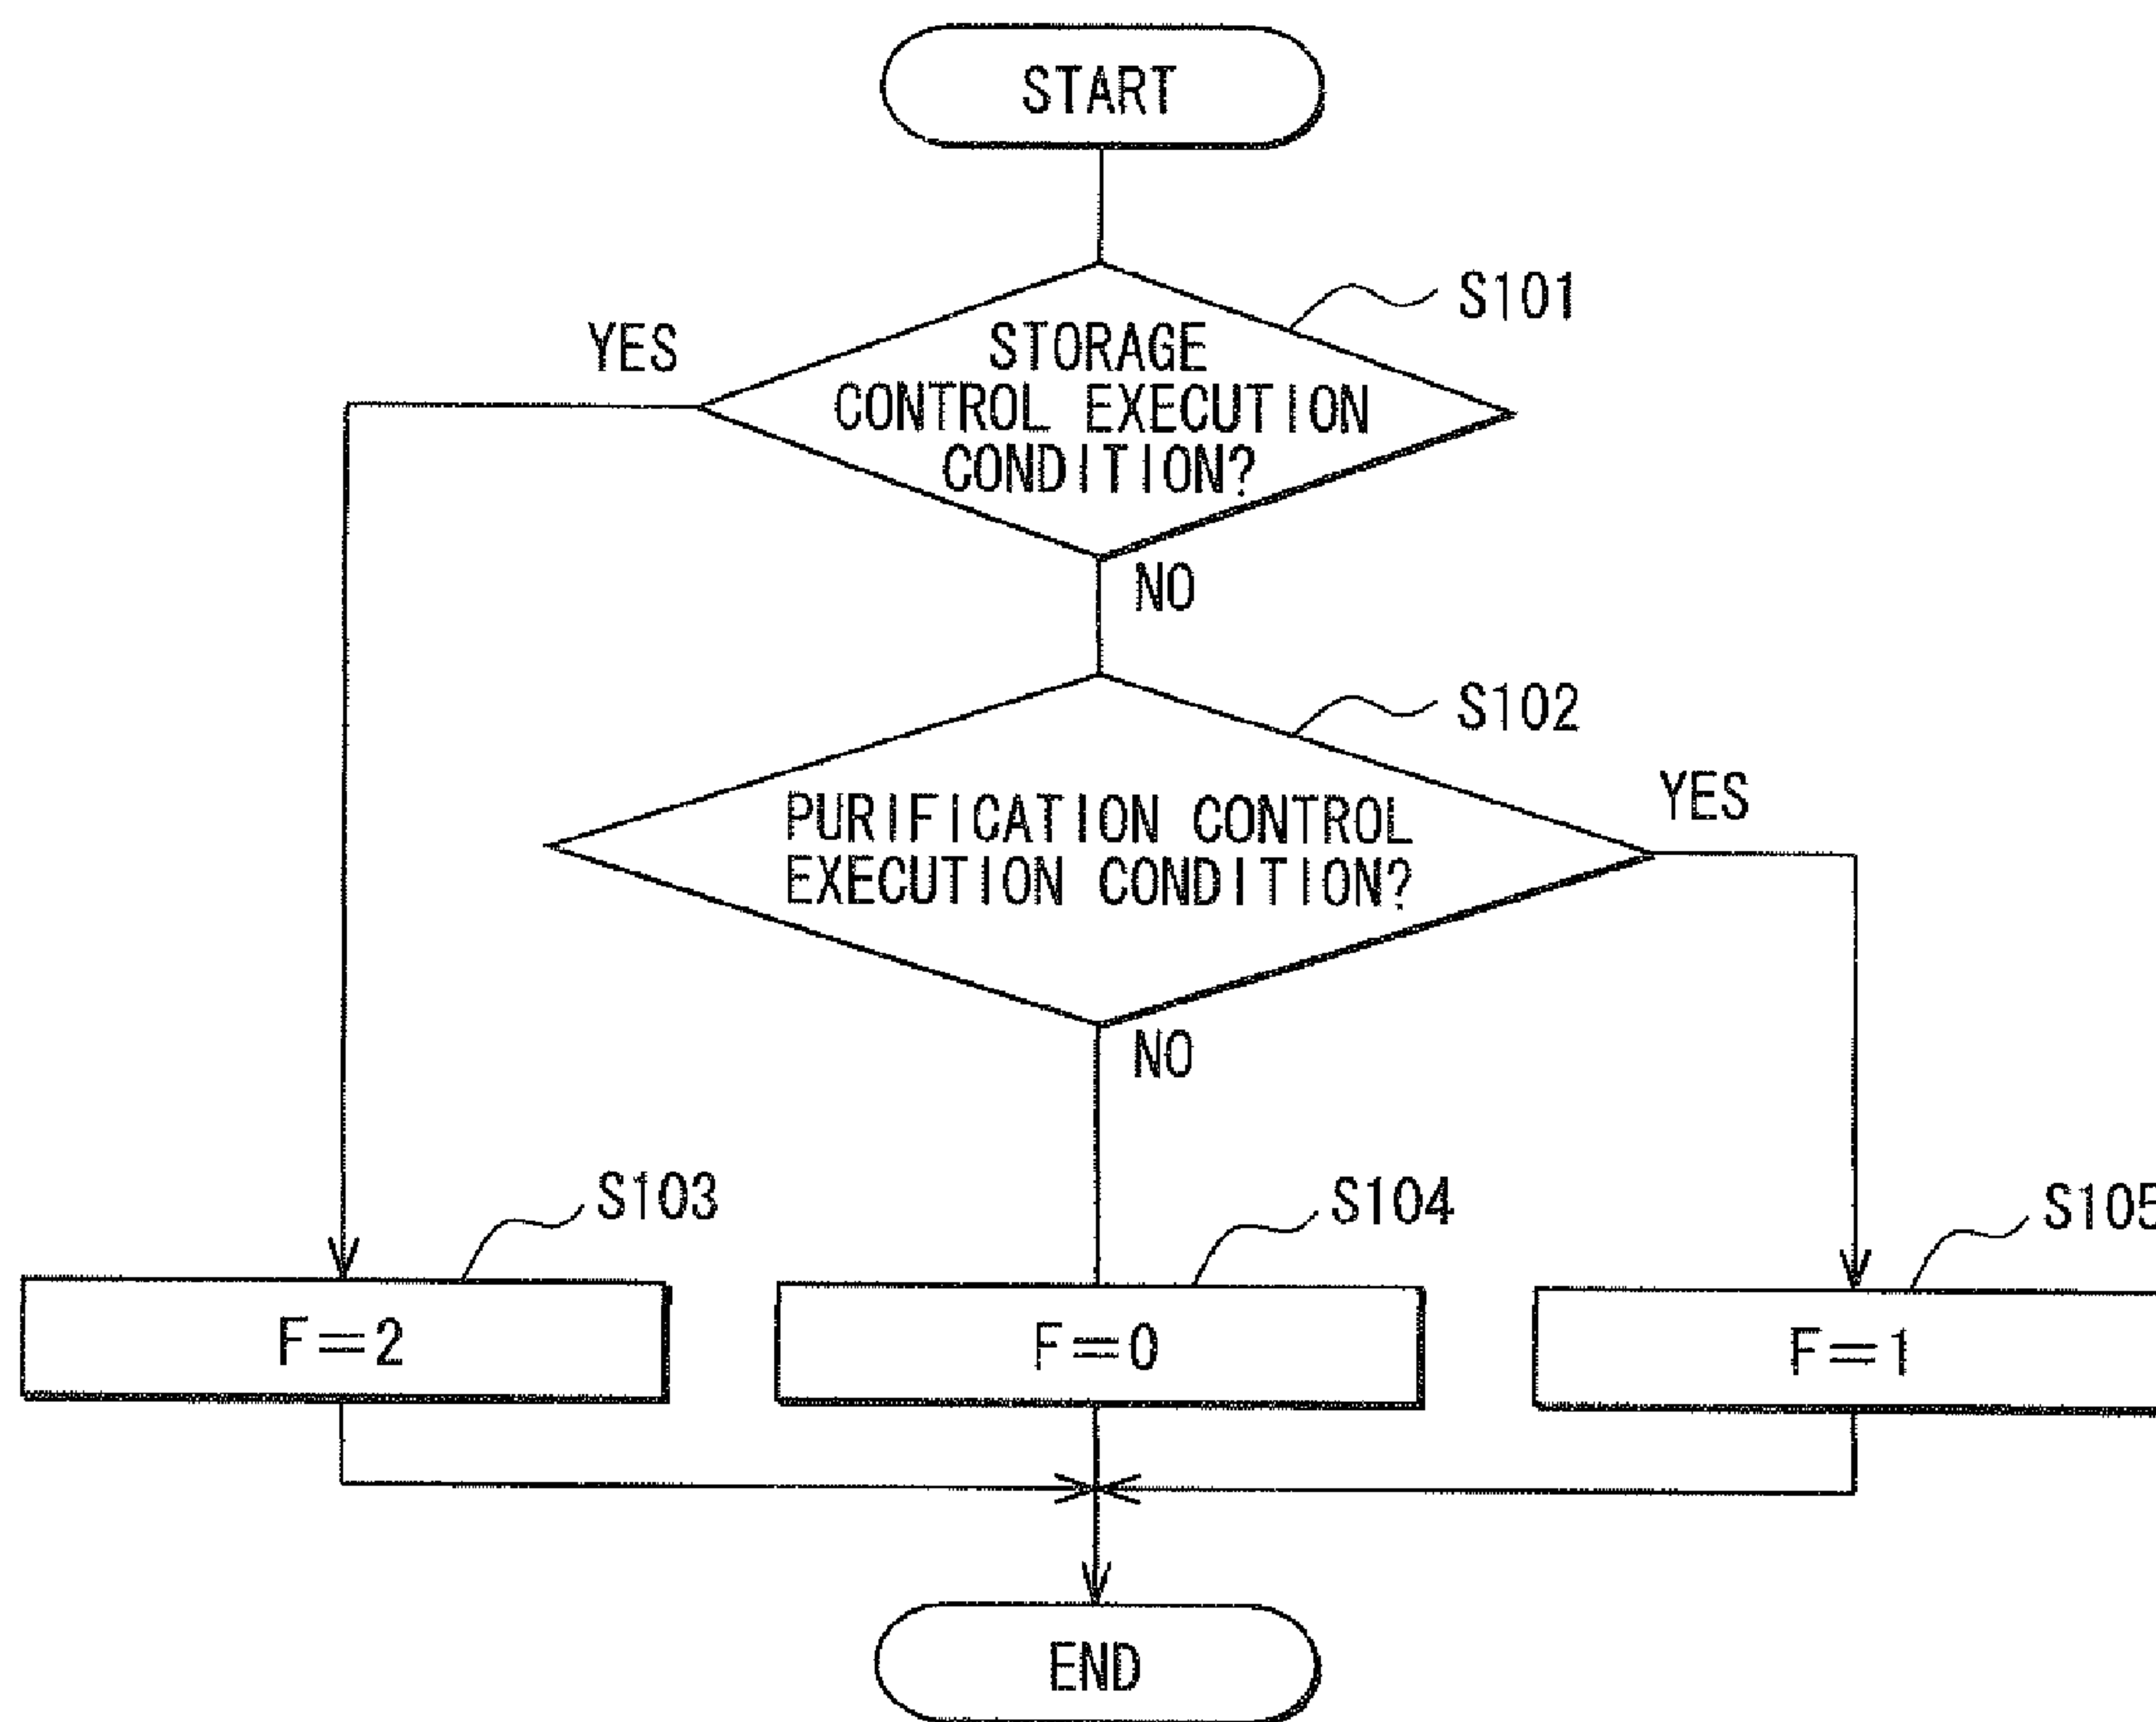 START
S101
YES
STORAGE
CONTROL EXECUTION
CONDITION?
NO
S102
YES
PURIFICATION CONTROL
EXECUTION CONDITION?
NO
S103
S104
S105
F=2
F=0
F=1
END